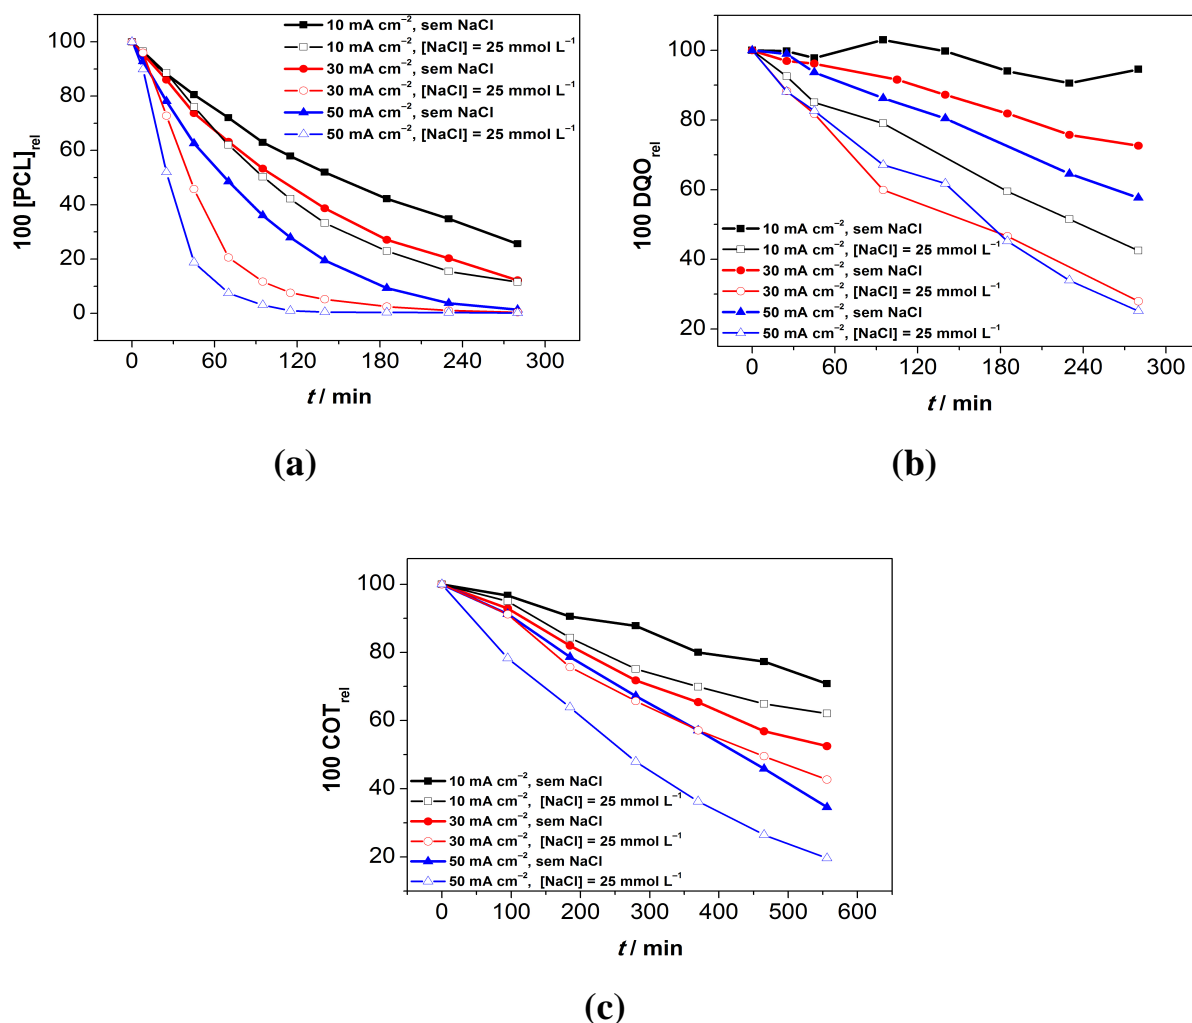 100 [PCL]rel
100
80
60
40
20
0
0 60 120 180 240 300
t / min
10 mA cm⁻², sem NaCl
10 mA cm⁻², [NaCl] = 25 mmol L⁻¹
30 mA cm⁻², sem NaCl
30 mA cm⁻², [NaCl] = 25 mmol L⁻¹
50 mA cm⁻², sem NaCl
50 mA cm⁻², [NaCl] = 25 mmol L⁻¹
(a)
100 DQOrel
100
80
60
40
20
0 60 120 180 240 300
t / min
10 mA cm⁻², sem NaCl
10 mA cm⁻², [NaCl] = 25 mmol L⁻¹
30 mA cm⁻², sem NaCl
30 mA cm⁻², [NaCl] = 25 mmol L⁻¹
50 mA cm⁻², sem NaCl
50 mA cm⁻², [NaCl] = 25 mmol L⁻¹
(b)
100 COTrel
100
80
60
40
20
0 100 200 300 400 500 600
t / min
10 mA cm⁻², sem NaCl
10 mA cm⁻², [NaCl] = 25 mmol L⁻¹
30 mA cm⁻², sem NaCl
30 mA cm⁻², [NaCl] = 25 mmol L⁻¹
50 mA cm⁻², sem NaCl
50 mA cm⁻², [NaCl] = 25 mmol L⁻¹
(c)